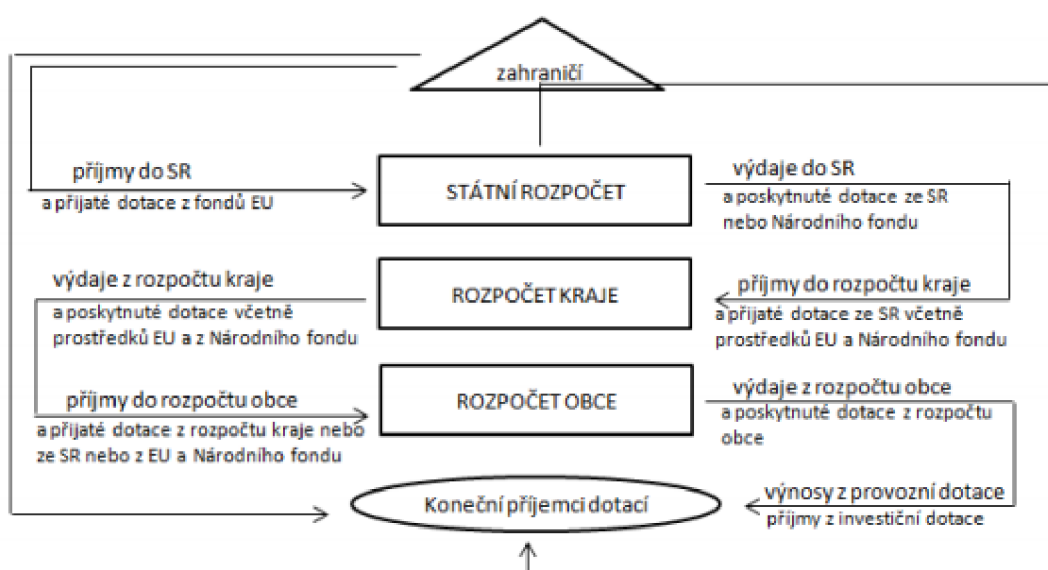 zahraničí
příjmy do SR
a přijaté dotace z fondů EU
STÁTNÍ ROZPOČET
výdaje do SR
a poskytnuté dotace ze SR
nebo Národního fondu
výdaje z rozpočtu kraje
a poskytnuté dotace včetně
prostředků EU a z Národního fondu
ROZPOČET KRAJE
příjmy do rozpočtu kraje
a přijaté dotace ze SR včetně
prostředků EU a Národního fondu
příjmy do rozpočtu obce
a přijaté dotace z rozpočtu kraje nebo
ze SR nebo z EU a Národního fondu
ROZPOČET OBCE
výdaje z rozpočtu obce
a poskytnuté dotace z rozpočtu
obce
Koneční příjemci dotací
výnosy z provozní dotace
příjmy z investiční dotace